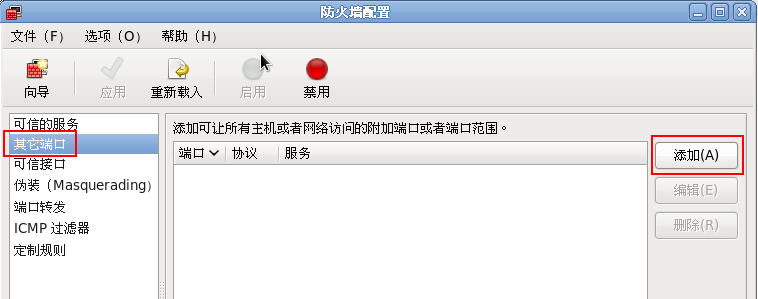 防火墙配置
文件（F） 选项（O） 帮助（H）
向导 应用 重新载入 启用 禁用
可信的服务
其它端口
可信接口
伪装（Masquerading）
端口转发
ICMP 过滤器
定制规则
添加可让所有主机或者网络访问的附加端口或者端口范围。
端口 协议 服务
添加(A)
编辑(E)
删除(R)